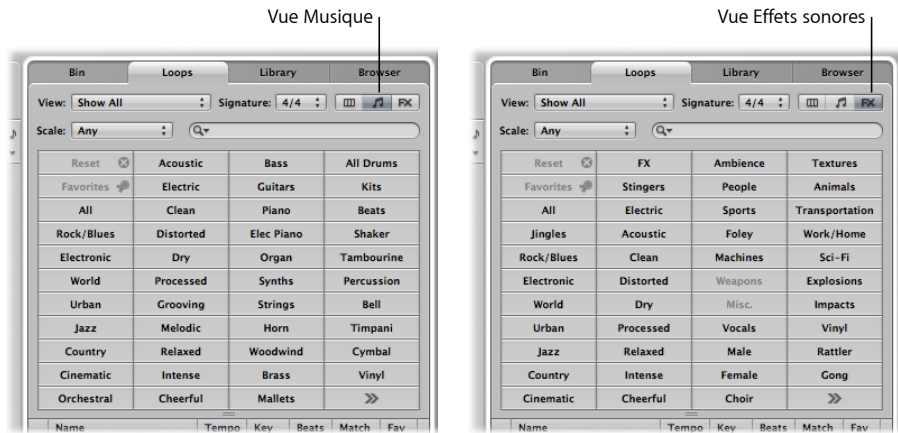 Vue Musique
Vue Effets sonores
Bin Loops Library Browser
View: Show All Signature: 4/4 FX
Scale: Any
Reset Acoustic Bass All Drums
Favorites Electric Guitars Kits
All Clean Piano Beats
Rock/Blues Distorted Elec Piano Shaker
Electronic Dry Organ Tambourine
World Processed Synths Percussion
Urban Grooving Strings Bell
Jazz Melodic Horn Timpani
Country Relaxed Woodwind Cymbal
Cinematic Intense Brass Vinyl
Orchestral Cheerful Mallets
Name Tempo Key Beats Match Fav
Bin Loops Library Browser
View: Show All Signature: 4/4 FX
Scale: Any
Reset FX Ambience Textures
Favorites Stingers People Animals
All Electric Sports Transportation
Jingles Acoustic Foley Work/Home
Rock/Blues Clean Machines Sci-Fi
Electronic Distorted Weapons Explosions
World Dry Misc. Impacts
Urban Processed Vocals Vinyl
Jazz Relaxed Male Rattler
Country Intense Female Gong
Cinematic Cheerful Choir
Name Tempo Key Beats Match Fav